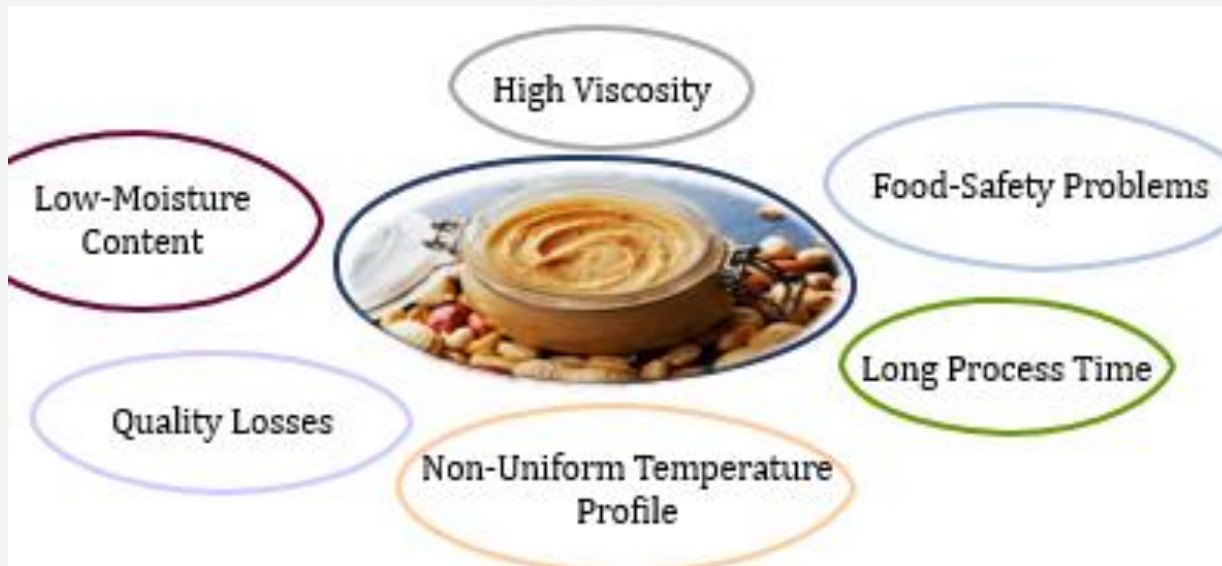 High Viscosity
Low-Moisture
Content
Food-Safety Problems
Long Process Time
Quality Losses
Non-Uniform Temperature
Profile